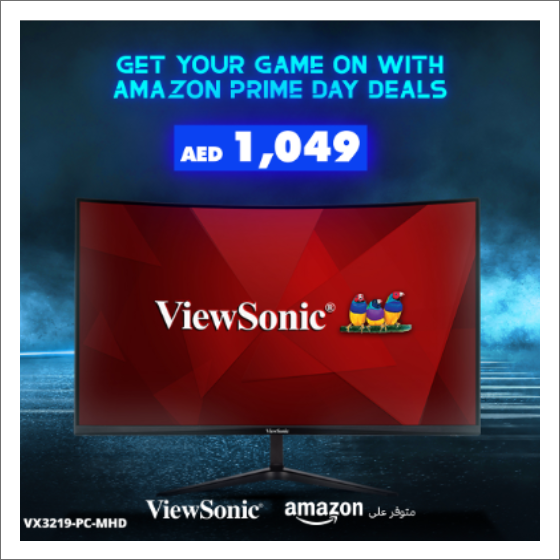 GET YOUR GAME ON WITH
AMAZON PRIME DAY DEALS
AED 1,049
ViewSonic®
ViewSonic
ViewSonic® amazon متوفر على
VX3219-PC-MHD